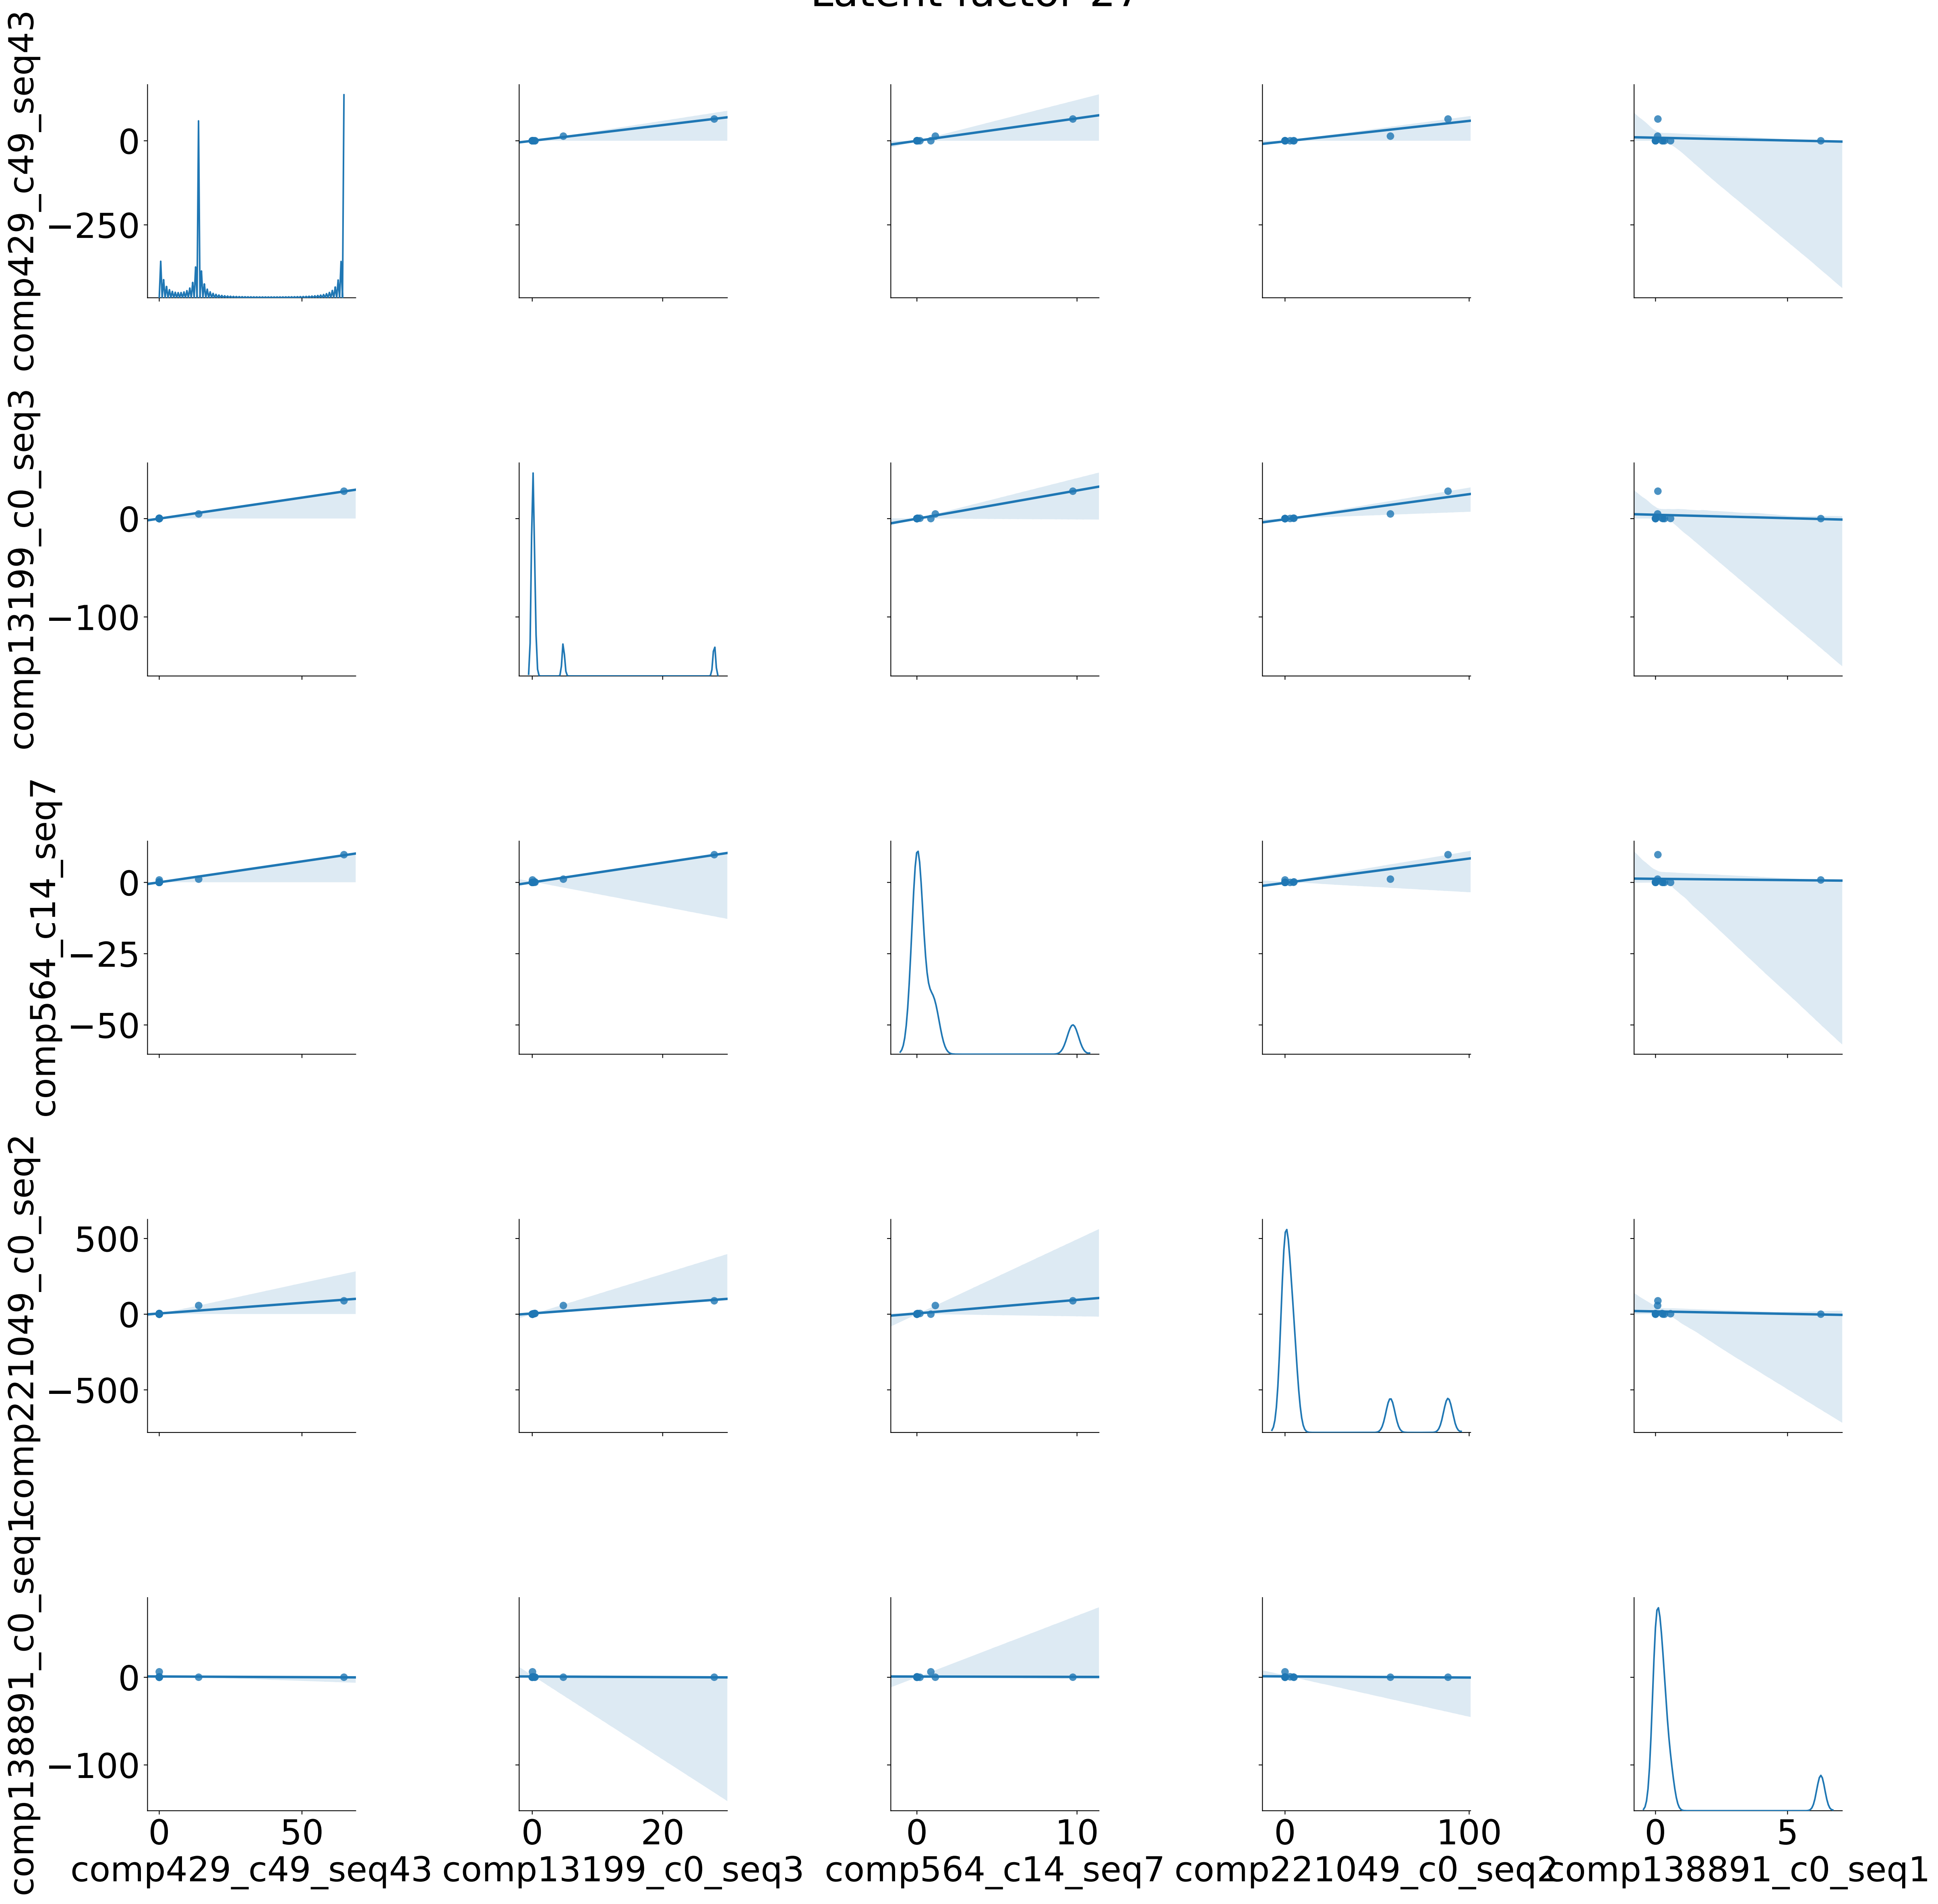 Latent factor 27
comp429_c49_seq43
0
−250
comp13199_c0_seq3
0
−100
comp564_c14_seq7
0
−25
−50
comp221049_c0_seq2
500
0
−500
comp138891_c0_seq1
0
−100
0 50 0 20 0 10 0 100 0 5
comp429_c49_seq43 comp13199_c0_seq3 comp564_c14_seq7 comp221049_c0_seq2 comp138891_c0_seq1